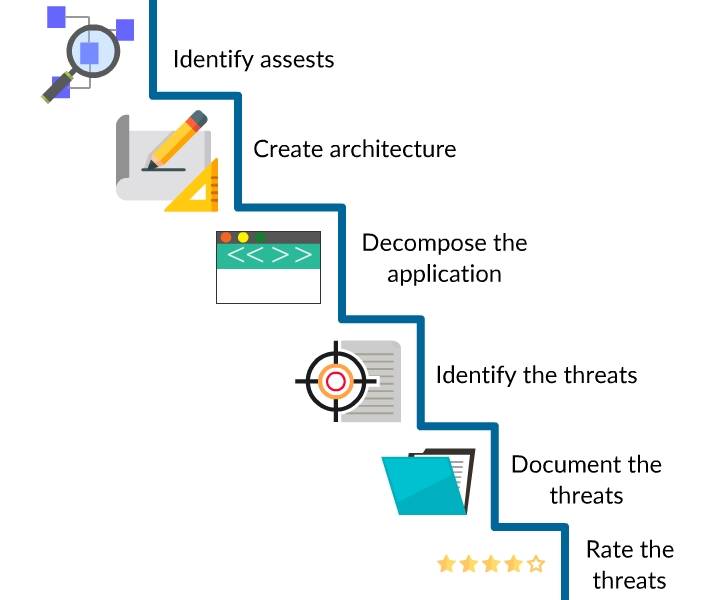 Identify assests
Create architecture
<<>>
Decompose the
application
Identify the threats
Document the
threats
Rate the
threats